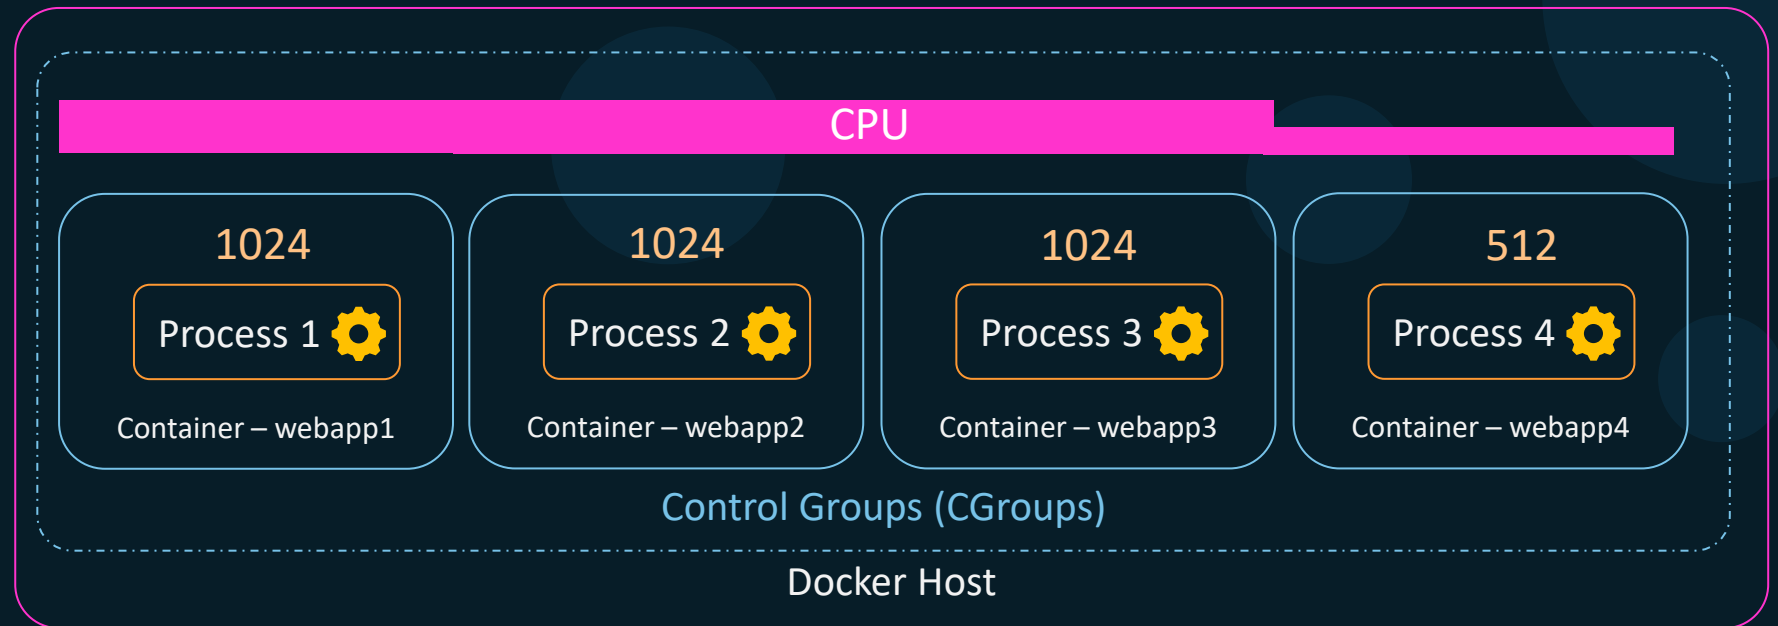 CPU
1024
1024
1024
512
Process 1
Process 2
Process 3
Process 4
Container – webapp1
Container – webapp2
Container – webapp3
Container – webapp4
Control Groups (CGroups)
Docker Host